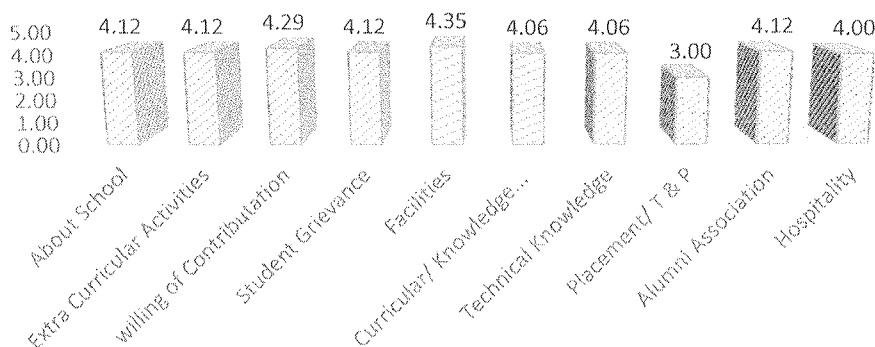 4.12 4.12 4.29 4.12 4.35 4.06 4.06 3.00 4.12 4.00
5.00
4.00
3.00
2.00
1.00
0.00
About School
Extra Curricular Activities
willing of Contributation
Student Grievance
Facilities
Curricular/ Knowledge...
Technical Knowledge
Placement/ T & P
Alumni Association
Hospitality